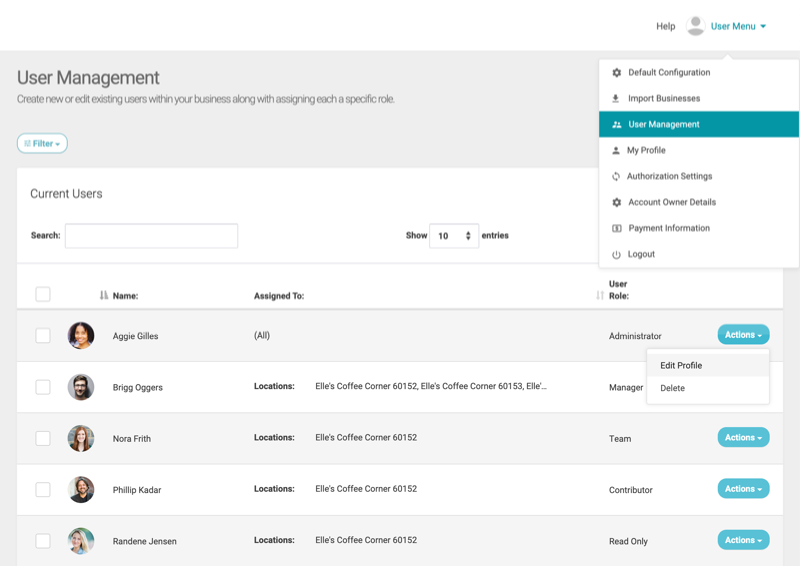 Help User Menu
User Management
Create new or edit existing users within your business along with assigning each a specific role.
Default Configuration
Import Businesses
User Management
My Profile
Authorization Settings
Account Owner Details
Payment Information
Logout
Filter
Current Users
Search: Show 10 entries
Name: Assigned To: User Role:
Aggie Gilles (All) Administrator Actions
Edit Profile
Delete
Brigg Oggers Locations: Elle's Coffee Corner 60152, Elle's Coffee Corner 60153, Elle'... Manager
Nora Frith Locations: Elle's Coffee Corner 60152 Team Actions
Phillip Kadar Locations: Elle's Coffee Corner 60152 Contributor Actions
Randene Jensen Locations: Elle's Coffee Corner 60152 Read Only Actions